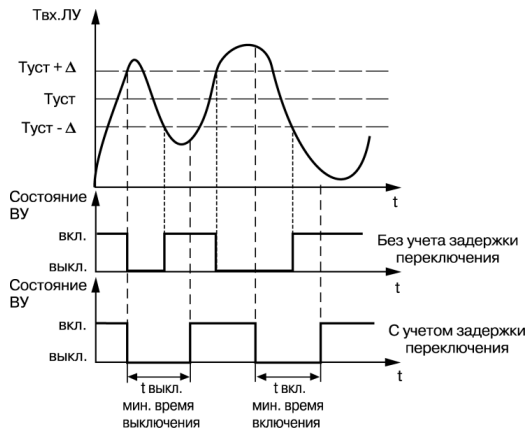 Твх.ЛУ
Туст + Δ
Туст
Туст - Δ
t
Состояние
ВУ
вкл.
выкл.
Без учета задержки
переключения
t
Состояние
ВУ
вкл.
выкл.
С учетом задержки
переключения
t
t выкл.
мин. время
выключения
t вкл.
мин. время
включения